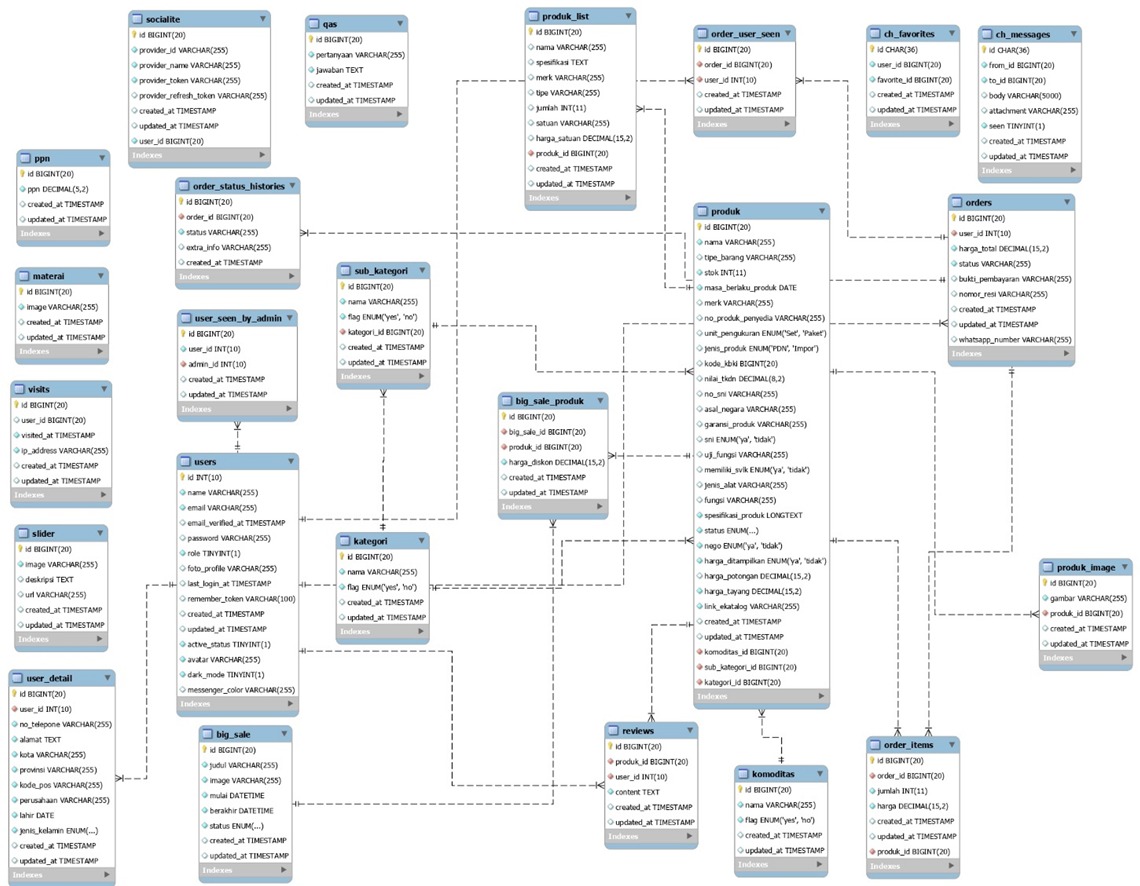 socialite
id BIGINT(20)
provider_id VARCHAR(255)
provider_name VARCHAR(255)
provider_token VARCHAR(255)
provider_refresh_token VARCHAR(255)
created_at TIMESTAMP
updated_at TIMESTAMP
user_id BIGINT(20)
Indexes
qas
id BIGINT(20)
pertanyaan VARCHAR(255)
jawaban TEXT
created_at TIMESTAMP
updated_at TIMESTAMP
Indexes
produk_list
id BIGINT(20)
nama VARCHAR(255)
spesifikasi TEXT
merk VARCHAR(255)
tipe VARCHAR(255)
jumlah INT(11)
satuan VARCHAR(255)
harga_satuan DECIMAL(15,2)
produk_id BIGINT(20)
created_at TIMESTAMP
updated_at TIMESTAMP
Indexes
order_user_seen
id BIGINT(20)
order_id BIGINT(20)
user_id INT(10)
created_at TIMESTAMP
updated_at TIMESTAMP
Indexes
ch_favorites
id CHAR(36)
user_id BIGINT(20)
favorite_id BIGINT(20)
created_at TIMESTAMP
updated_at TIMESTAMP
Indexes
ch_messages
id CHAR(36)
from_id BIGINT(20)
to_id BIGINT(20)
body VARCHAR(5000)
attachment VARCHAR(255)
seen TINYINT(1)
created_at TIMESTAMP
updated_at TIMESTAMP
Indexes
ppn
id BIGINT(20)
ppn DECIMAL(5,2)
created_at TIMESTAMP
updated_at TIMESTAMP
Indexes
order_status_histories
id BIGINT(20)
order_id BIGINT(20)
status VARCHAR(255)
extra_info VARCHAR(255)
created_at TIMESTAMP
Indexes
produk
id BIGINT(20)
nama VARCHAR(255)
tipe_barang VARCHAR(255)
stok INT(11)
masa_berlaku_produk DATE
merk VARCHAR(255)
no_produk_penyedia VARCHAR(255)
unit_pengukuran ENUM('Set', 'Paket')
jenis_produk ENUM('PDN', 'Impor')
kode_kbki BIGINT(20)
nilai_tkdn DECIMAL(8,2)
no_sni VARCHAR(255)
asal_negara VARCHAR(255)
garansi_produk VARCHAR(255)
sni ENUM('ya', 'tidak')
uji_fungsi VARCHAR(255)
memiliki_svlk ENUM('ya', 'tidak')
jenis_alat VARCHAR(255)
fungsi VARCHAR(255)
spesifikasi_produk LONGTEXT
status ENUM(...)
nego ENUM('ya', 'tidak')
harga_ditampilkan ENUM('ya', 'tidak')
harga_potongan DECIMAL(15,2)
harga_tayang DECIMAL(15,2)
link_ekatalog VARCHAR(255)
created_at TIMESTAMP
updated_at TIMESTAMP
komoditas_id BIGINT(20)
sub_kategori_id BIGINT(20)
kategori_id BIGINT(20)
Indexes
orders
id BIGINT(20)
user_id INT(10)
harga_total DECIMAL(15,2)
status VARCHAR(255)
bukti_pembayaran VARCHAR(255)
nomor_resi VARCHAR(255)
created_at TIMESTAMP
updated_at TIMESTAMP
whatsapp_number VARCHAR(255)
Indexes
materai
id BIGINT(20)
image VARCHAR(255)
created_at TIMESTAMP
updated_at TIMESTAMP
Indexes
user_seen_by_admin
id BIGINT(20)
user_id INT(10)
admin_id INT(10)
created_at TIMESTAMP
updated_at TIMESTAMP
Indexes
sub_kategori
id BIGINT(20)
nama VARCHAR(255)
flag ENUM('yes', 'no')
kategori_id BIGINT(20)
created_at TIMESTAMP
updated_at TIMESTAMP
Indexes
visits
id BIGINT(20)
user_id BIGINT(20)
visited_at TIMESTAMP
ip_address VARCHAR(255)
created_at TIMESTAMP
updated_at TIMESTAMP
Indexes
big_sale_produk
id BIGINT(20)
big_sale_id BIGINT(20)
produk_id BIGINT(20)
harga_diskon DECIMAL(15,2)
created_at TIMESTAMP
updated_at TIMESTAMP
Indexes
users
id INT(10)
name VARCHAR(255)
email VARCHAR(255)
email_verified_at TIMESTAMP
password VARCHAR(255)
role TINYINT(1)
foto_profile VARCHAR(255)
last_login_at TIMESTAMP
remember_token VARCHAR(100)
created_at TIMESTAMP
updated_at TIMESTAMP
active_status TINYINT(1)
avatar VARCHAR(255)
dark_mode TINYINT(1)
messenger_color VARCHAR(255)
Indexes
slider
id BIGINT(20)
image VARCHAR(255)
deskripsi TEXT
url VARCHAR(255)
created_at TIMESTAMP
updated_at TIMESTAMP
Indexes
kategori
id BIGINT(20)
nama VARCHAR(255)
flag ENUM('yes', 'no')
created_at TIMESTAMP
updated_at TIMESTAMP
Indexes
produk_image
id BIGINT(20)
gambar VARCHAR(255)
produk_id BIGINT(20)
created_at TIMESTAMP
updated_at TIMESTAMP
Indexes
user_detail
id BIGINT(20)
user_id INT(10)
no_telepone VARCHAR(255)
alamat TEXT
kota VARCHAR(255)
provinsi VARCHAR(255)
kode_pos VARCHAR(255)
perusahaan VARCHAR(255)
lahir DATE
jenis_kelamin ENUM(...)
created_at TIMESTAMP
updated_at TIMESTAMP
Indexes
big_sale
id BIGINT(20)
judul VARCHAR(255)
image VARCHAR(255)
mulai DATETIME
berakhir DATETIME
status ENUM(...)
created_at TIMESTAMP
updated_at TIMESTAMP
Indexes
reviews
id BIGINT(20)
produk_id BIGINT(20)
user_id INT(10)
content TEXT
created_at TIMESTAMP
updated_at TIMESTAMP
Indexes
komoditas
id BIGINT(20)
nama VARCHAR(255)
flag ENUM('yes', 'no')
created_at TIMESTAMP
updated_at TIMESTAMP
Indexes
order_items
id BIGINT(20)
order_id BIGINT(20)
jumlah INT(11)
harga DECIMAL(15,2)
created_at TIMESTAMP
updated_at TIMESTAMP
produk_id BIGINT(20)
Indexes